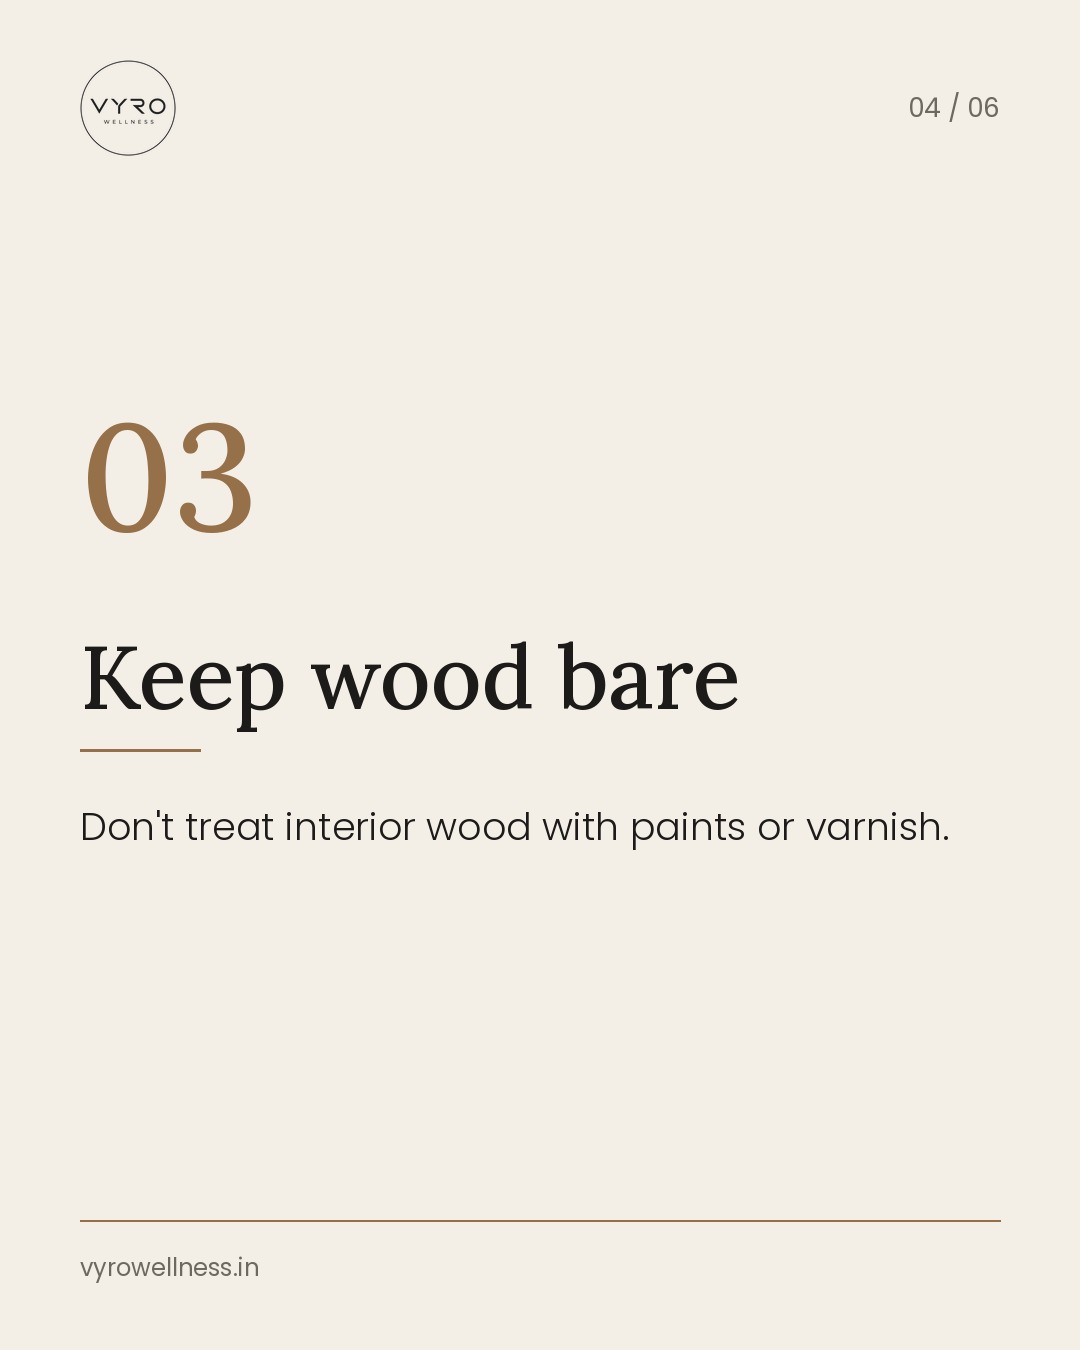 VYRO
WELLNESS
04 / 06
03
Keep wood bare
Don't treat interior wood with paints or varnish.
vyrowellness.in